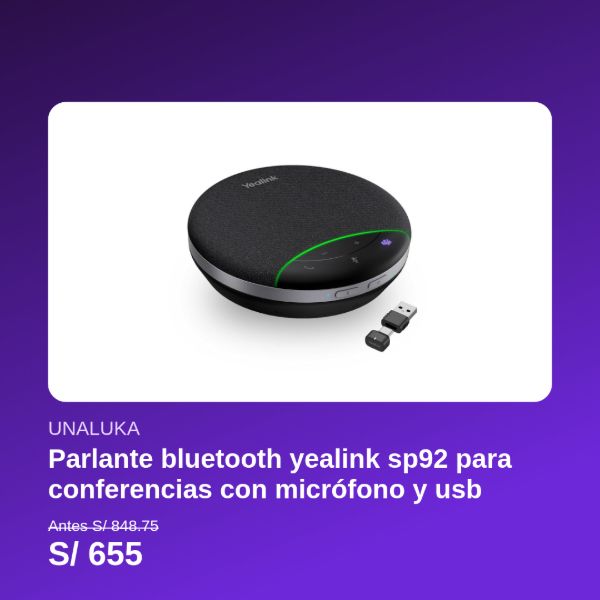 Yealink
UNALUKA
Parlante bluetooth yealink sp92 para
conferencias con micrófono y usb
Antes S/ 848.75
S/ 655